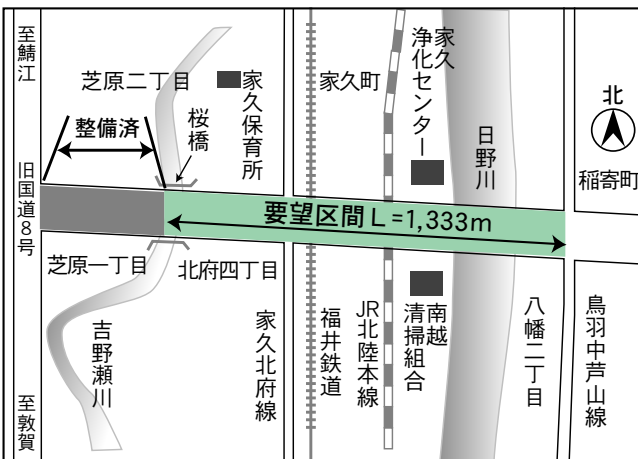 至鯖江
芝原二丁目
整備済
桜橋
家久保育所
家久町
家久
浄化センター
日野川
北
稲寄町
旧国道8号
要望区間L=1,333m
芝原一丁目
北府四丁目
吉野瀬川
家久北府線
福井鉄道
JR北陸本線
南越
清掃組合
八幡二丁目
鳥羽中芦山線
至敦賀